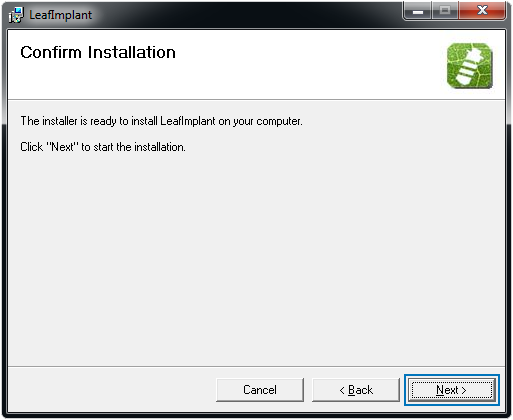 LeafImplant
Confirm Installation
The installer is ready to install LeafImplant on your computer.
Click "Next" to start the installation.
Cancel
< Back
Next >